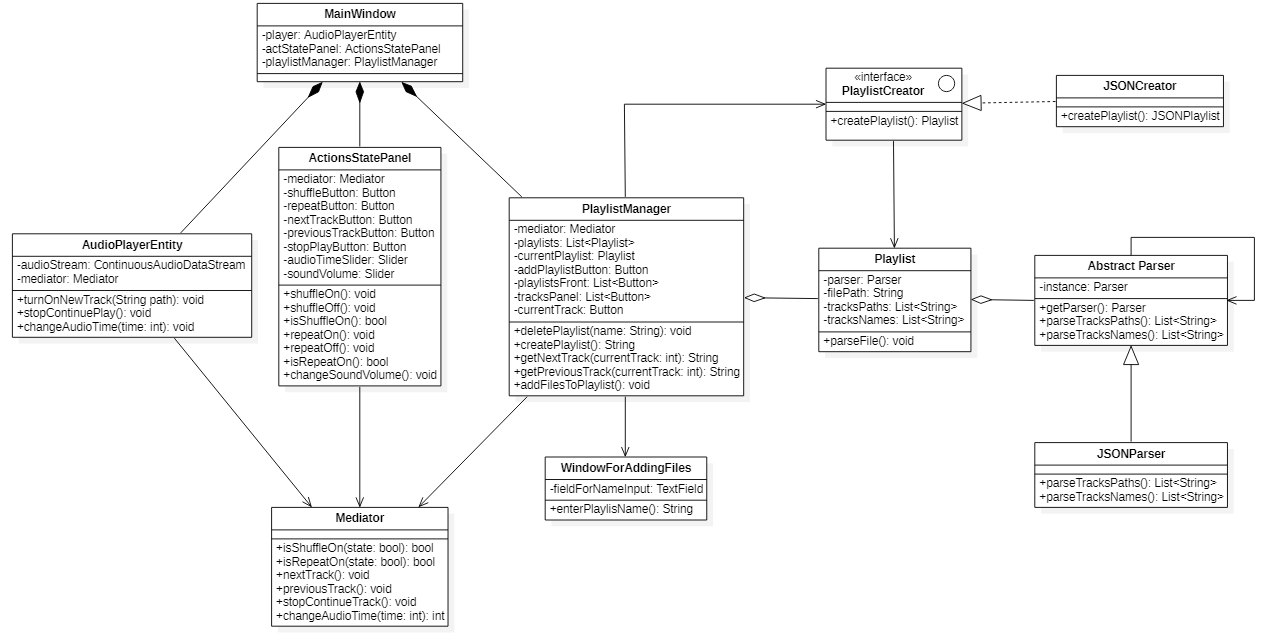 MainWindow
-player: AudioPlayerEntity
-actStatePanel: ActionsStatePanel
-playlistManager: PlaylistManager
«interface»
PlaylistCreator
+createPlaylist(): Playlist
JSONCreator
+createPlaylist(): JSONPlaylist
ActionsStatePanel
-mediator: Mediator
-shuffleButton: Button
-repeatButton: Button
-nextTrackButton: Button
-previousTrackButton: Button
-stopPlayButton: Button
-audioTimeSlider: Slider
-soundVolume: Slider
+shuffleOn(): void
+shuffleOff(): void
+isShuffleOn(): bool
+repeatOn(): void
+repeatOff(): void
+isRepeatOn(): bool
+changeSoundVolume(): void
PlaylistManager
-mediator: Mediator
-playlists: List<Playlist>
-currentPlaylist: Playlist
-addPlaylistButton: Button
-playlistsFront: List<Button>
-tracksPanel: List<Button>
-currentTrack: Button
+deletePlaylist(name: String): void
+createPlaylist(): String
+getNextTrack(currentTrack: int): String
+getPreviousTrack(currentTrack: int): String
+addFilesToPlaylist(): void
AudioPlayerEntity
-audioStream: ContinuousAudioDataStream
-mediator: Mediator
+turnOnNewTrack(String path): void
+stopContinuePlay(): void
+changeAudioTime(time: int): void
Playlist
-parser: Parser
-filePath: String
-tracksPaths: List<String>
-tracksNames: List<String>
+parseFile(): void
Abstract Parser
-instance: Parser
+getParser(): Parser
+parseTracksPaths(): List<String>
+parseTracksNames(): List<String>
JSONParser
+parseTracksPaths(): List<String>
+parseTracksNames(): List<String>
WindowForAddingFiles
-fieldForNameInput: TextField
+enterPlaylisName(): String
Mediator
+isShuffleOn(state: bool): bool
+isRepeatOn(state: bool): bool
+nextTrack(): void
+previousTrack(): void
+stopContinueTrack(): void
+changeAudioTime(time: int): int